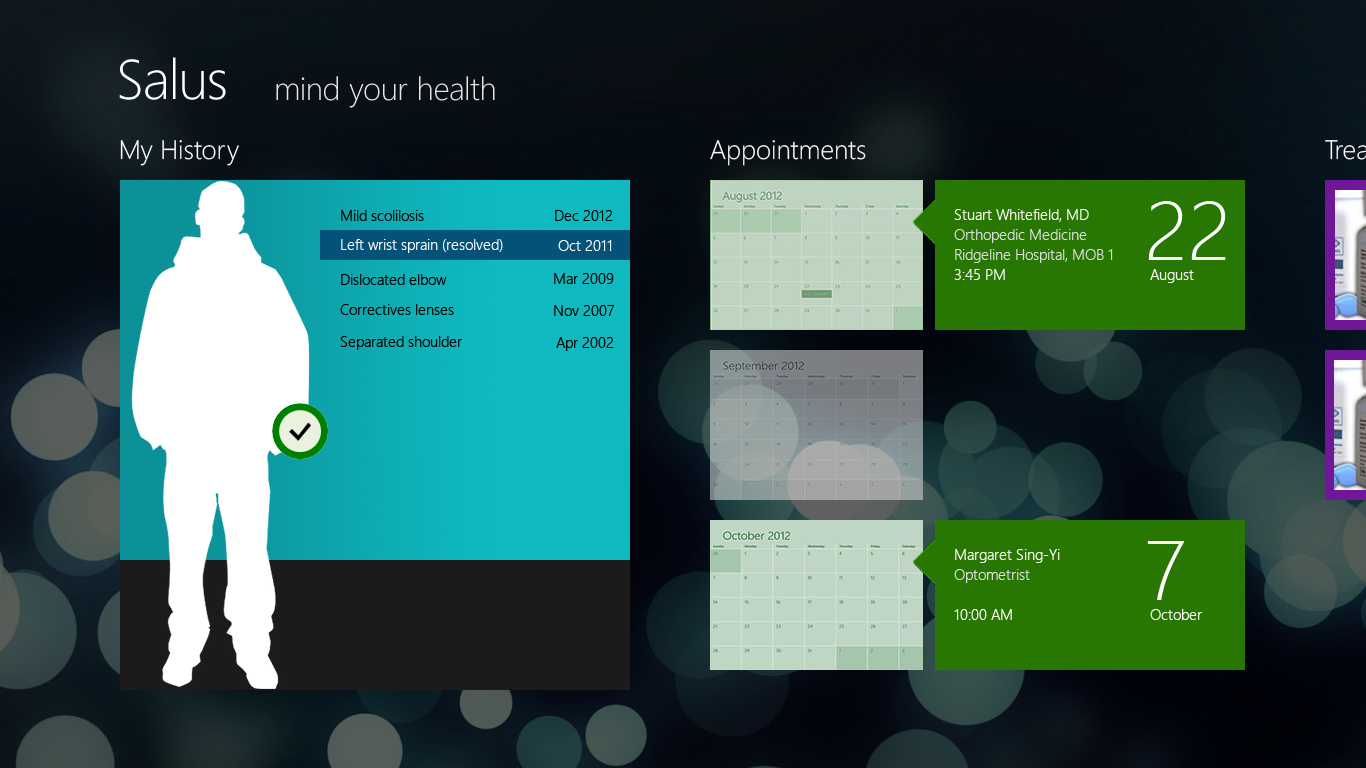 Salus mind your health
My History
Mild scolilosis Dec 2012
Left wrist sprain (resolved) Oct 2011
Dislocated elbow Mar 2009
Correctives lenses Nov 2007
Separated shoulder Apr 2002
Appointments
August 2012
Stuart Whitefield, MD
Orthopedic Medicine
Ridgeline Hospital, MOB 1
3:45 PM
22
August
September 2012
October 2012
Margaret Sing-Yi
Optometrist
10:00 AM
7
October
Trea